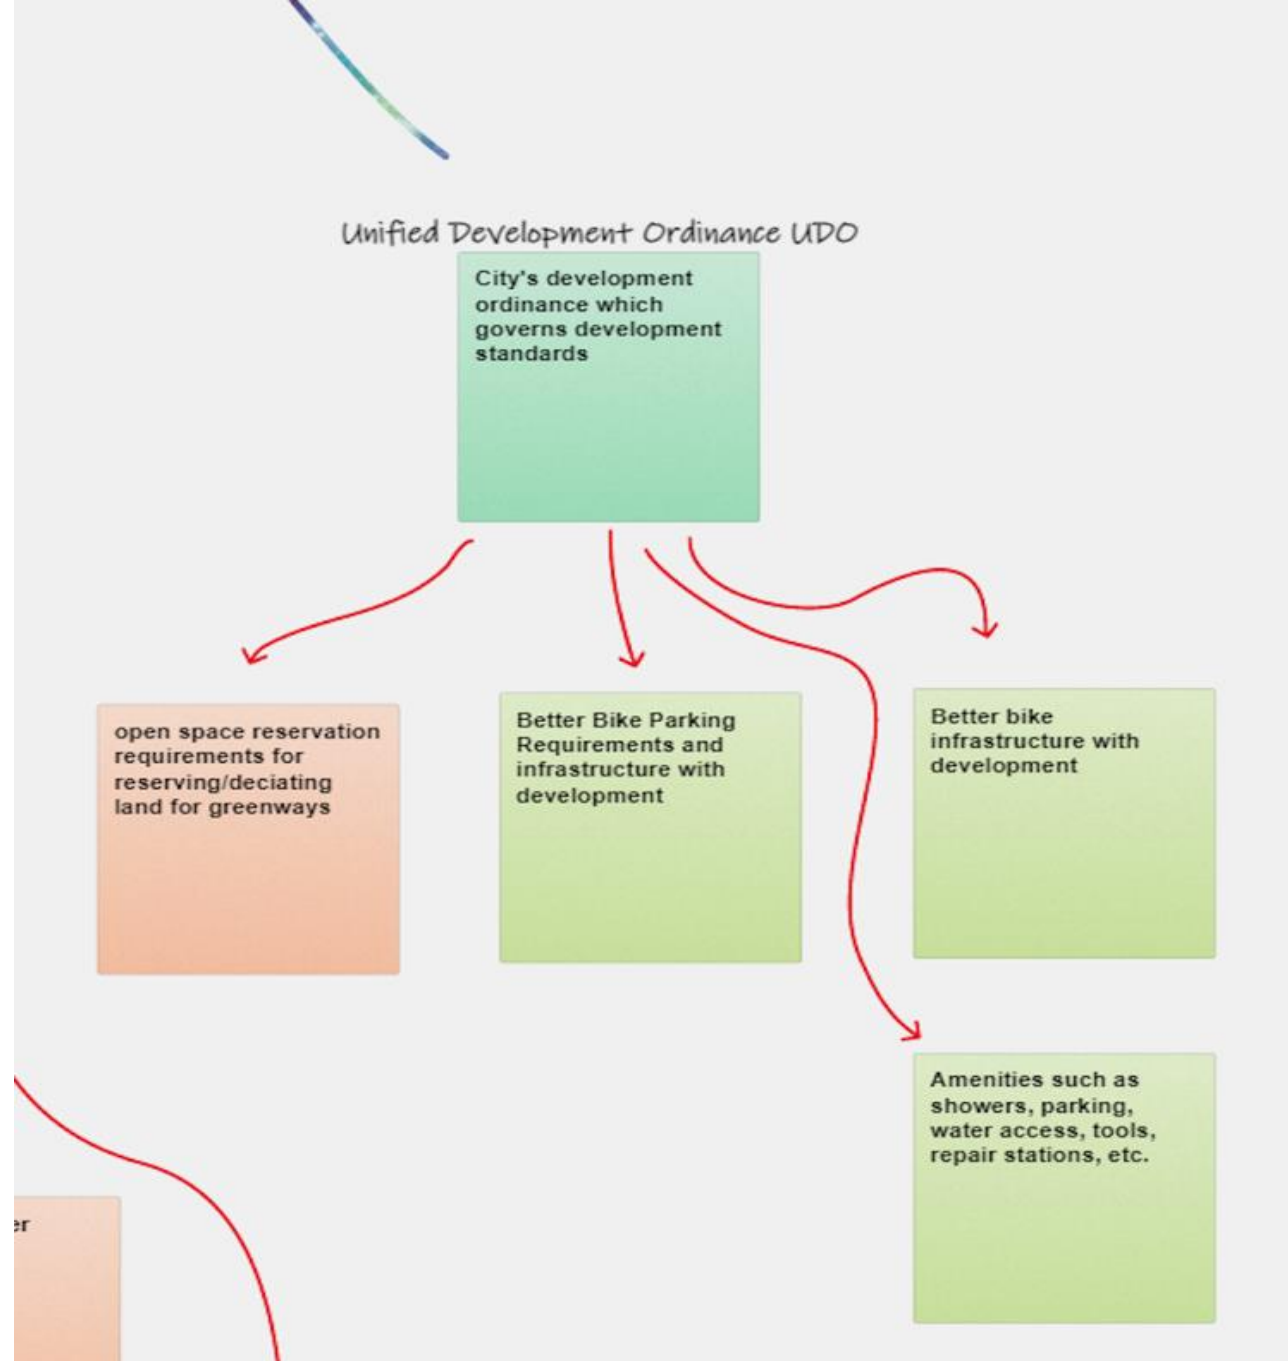 Unified Development Ordinance UDO
City's development
ordinance which
governs development
standards
open space reservation
requirements for
reserving/deciating
land for greenways
Better Bike Parking
Requirements and
infrastructure with
development
Better bike
infrastructure with
development
Amenities such as
showers, parking,
water access, tools,
repair stations, etc.